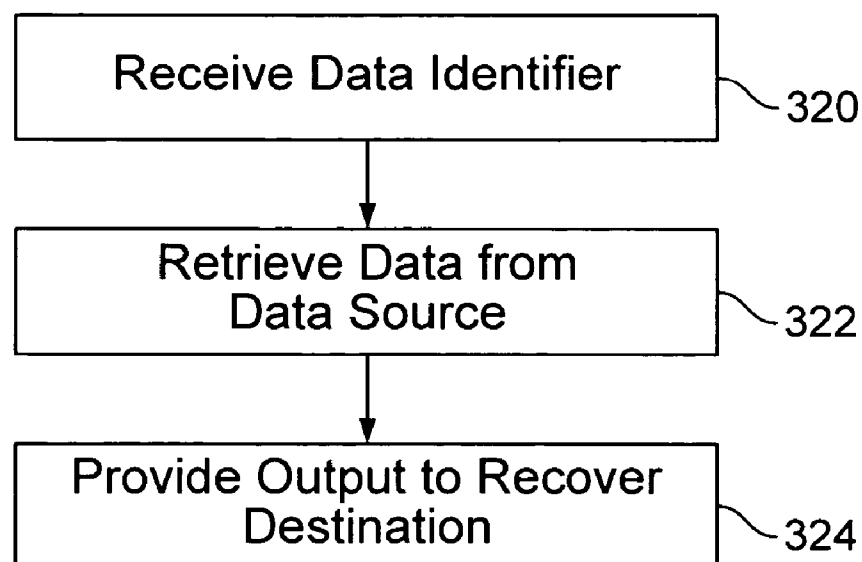 Receive Data Identifier
320
Retrieve Data from
Data Source
322
Provide Output to Recover
Destination
324